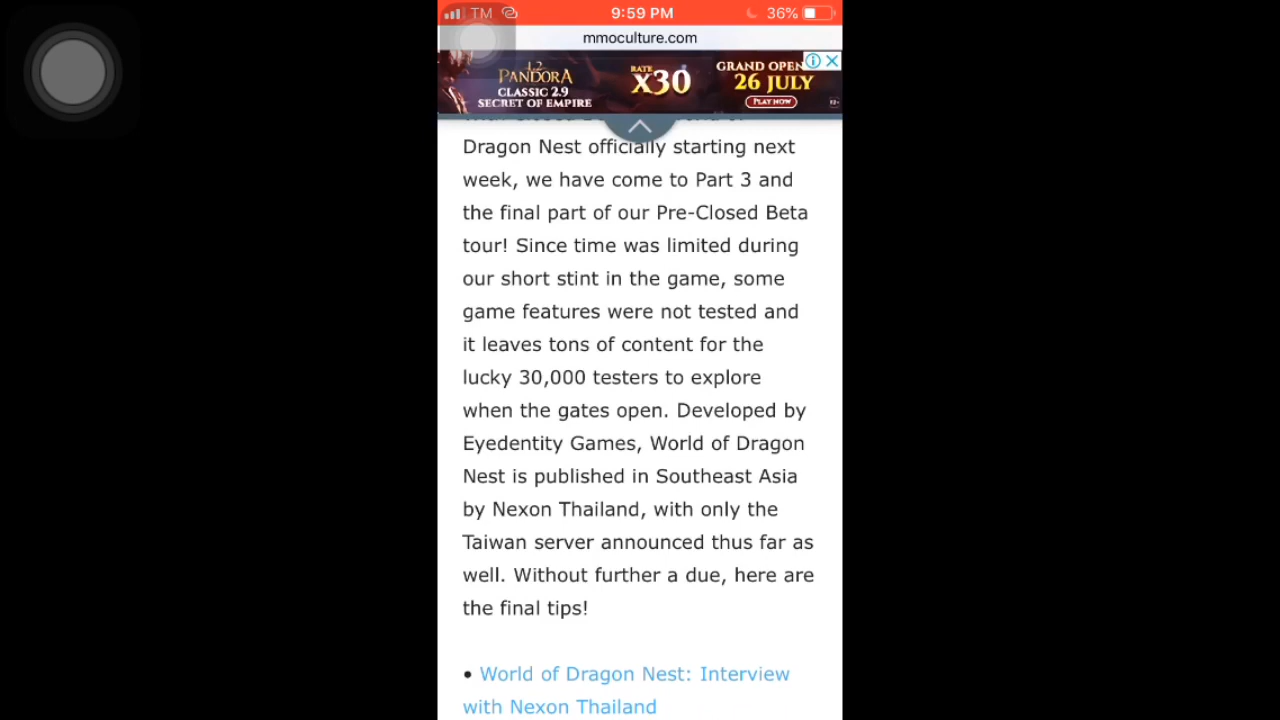 TM 9:59 PM 36%
mmoculture.com
L2
PANDORA
CLASSIC 2.9
SECRET OF EMPIRE
RATE
X30
GRAND OPEN
26 JULY
PLAY NOW
Dragon Nest officially starting next
week, we have come to Part 3 and
the final part of our Pre-Closed Beta
tour! Since time was limited during
our short stint in the game, some
game features were not tested and
it leaves tons of content for the
lucky 30,000 testers to explore
when the gates open. Developed by
Eyedentity Games, World of Dragon
Nest is published in Southeast Asia
by Nexon Thailand, with only the
Taiwan server announced thus far as
well. Without further a due, here are
the final tips!
• World of Dragon Nest: Interview
with Nexon Thailand